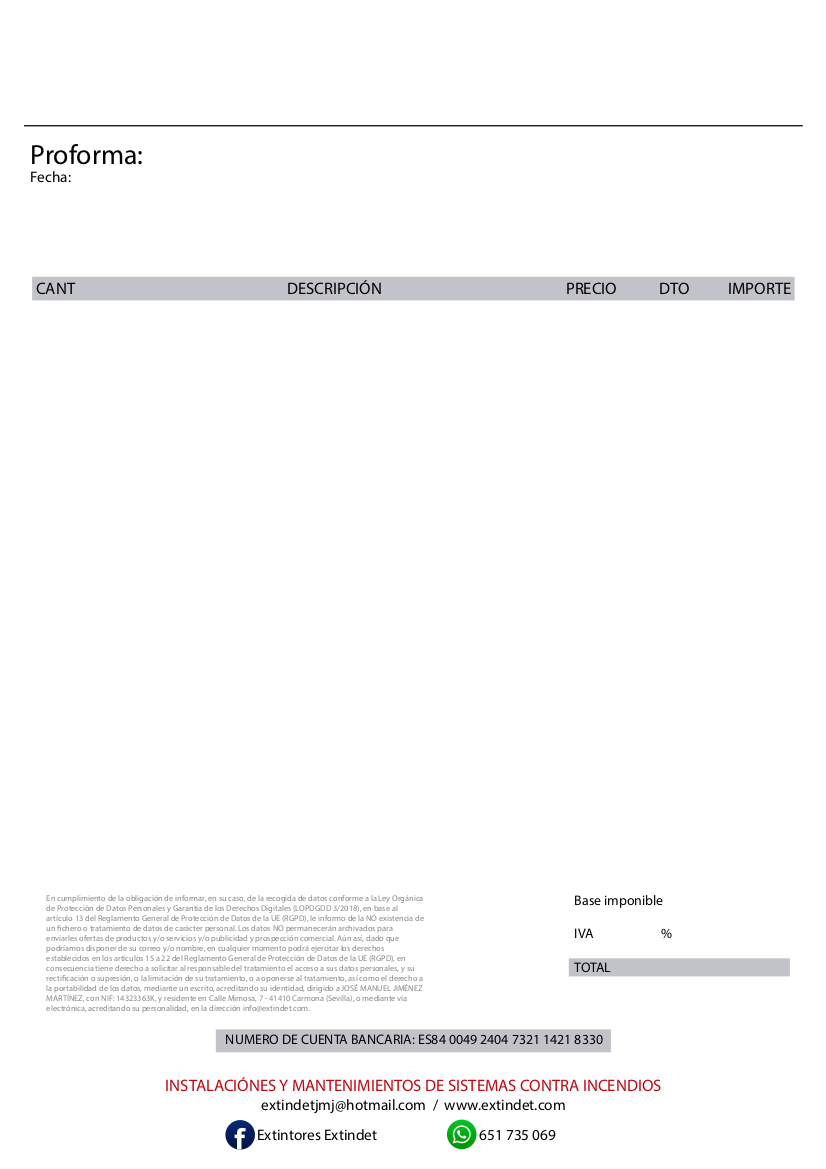 Proforma:
Fecha:
CANT DESCRIPCIÓN PRECIO DTO IMPORTE
En cumplimiento de la obligación de informar, en su caso, de la recogida de datos conforme a la Ley Orgánica
de Protección de Datos Personales y Garantía de los Derechos Digitales (LOPDGDD 3/2018), en base al
artículo 13 del Reglamento General de Protección de Datos de la UE (RGPD), le informo de la NO existencia de
un fichero o tratamiento de datos de carácter personal. Los datos NO permanecerán archivados para
enviarles ofertas de productos y/o servicios y/o publicidad y prospección comercial. Aún así, dado que
podríamos disponer de su correo y/o nombre, en cualquier momento podrá ejercitar los derechos
establecidos en los artículos 15 a 22 del Reglamento General de Protección de Datos de la UE (RGPD), en
consecuencia tiene derecho a solicitar al responsable del tratamiento el acceso a sus datos personales, y su
rectificación o supresión, o la limitación de su tratamiento, o a oponerse al tratamiento, así como el derecho a
la portabilidad de los datos, mediante un escrito, acreditando su identidad, dirigido a JOSÉ MANUEL JIMÉNEZ
MARTÍNEZ, con NIF: 14323363K, y residente en Calle Mimosa, 7 - 41410 Carmona (Sevilla), o mediante vía
electrónica, acreditando su personalidad, en la dirección info@extindet.com.
Base imponible
IVA %
TOTAL
NUMERO DE CUENTA BANCARIA: ES84 0049 2404 7321 1421 8330
INSTALACIÓNES Y MANTENIMIENTOS DE SISTEMAS CONTRA INCENDIOS
extindetjmj@hotmail.com / www.extindet.com
Extintores Extindet 651 735 069